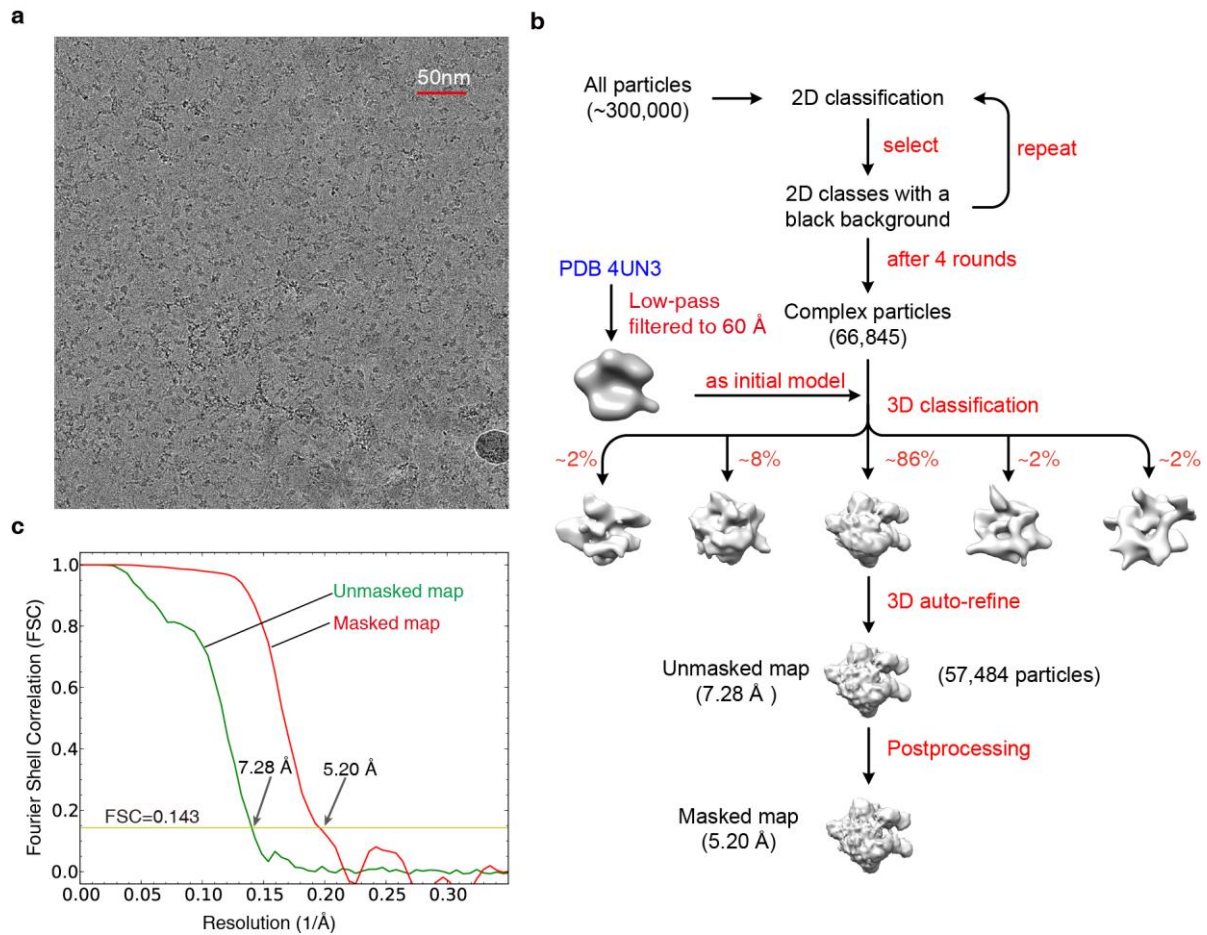 a
50nm
b
All particles
(~300,000)
2D classification
select
repeat
2D classes with a
black background
after 4 rounds
PDB 4UN3
Low-pass
filtered to 60 Å
Complex particles
(66,845)
as initial model
3D classification
~2%
~8%
~86%
~2%
~2%
3D auto-refine
Unmasked map
(7.28 Å )
(57,484 particles)
Postprocessing
Masked map
(5.20 Å)
c
Fourier Shell Correlation (FSC)
1.0
0.8
0.6
0.4
0.2
0.0
Unmasked map
Masked map
7.28 Å
5.20 Å
FSC=0.143
0.00
0.05
0.10
0.15
0.20
0.25
0.30
Resolution (1/Å)